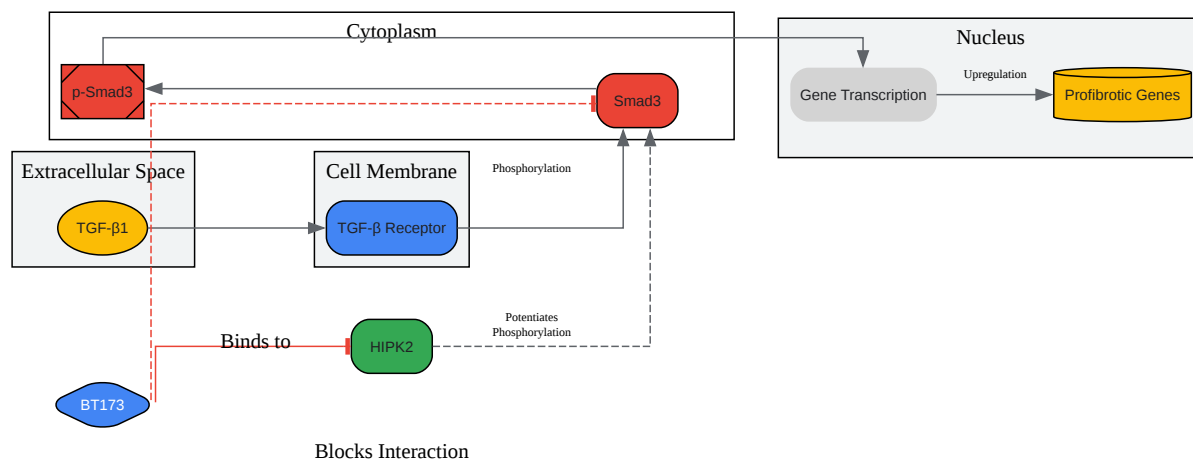 Cytoplasm
Nucleus
p-Smad3
Smad3
Gene Transcription
Upregulation
Profibrotic Genes
Extracellular Space
Cell Membrane
Phosphorylation
TGF-β1
TGF-β Receptor
Potentiates
Phosphorylation
Binds to
HIPK2
BT173
Blocks Interaction